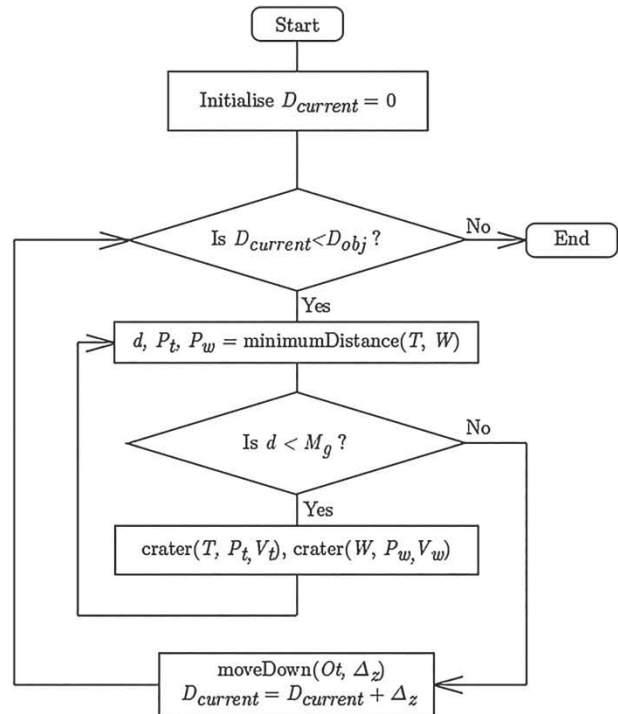 Start
Initialise D_current = 0
Is D_current<D_obj ?
No
End
Yes
d, P_t, P_w = minimumDistance(T, W)
Is d < M_g ?
No
Yes
crater(T, P_t, V_t), crater(W, P_w, V_w)
moveDown(Ot, Δ_z)
D_current = D_current + Δ_z